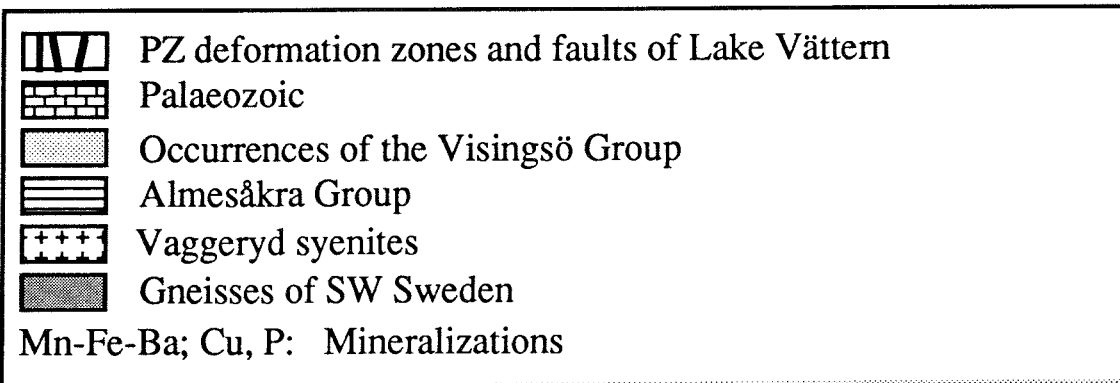 PZ deformation zones and faults of Lake Vättern
Palaeozoic
Occurrences of the Visingsö Group
Almesåkra Group
Vaggeryd syenites
Gneisses of SW Sweden
Mn-Fe-Ba; Cu, P: Mineralizations